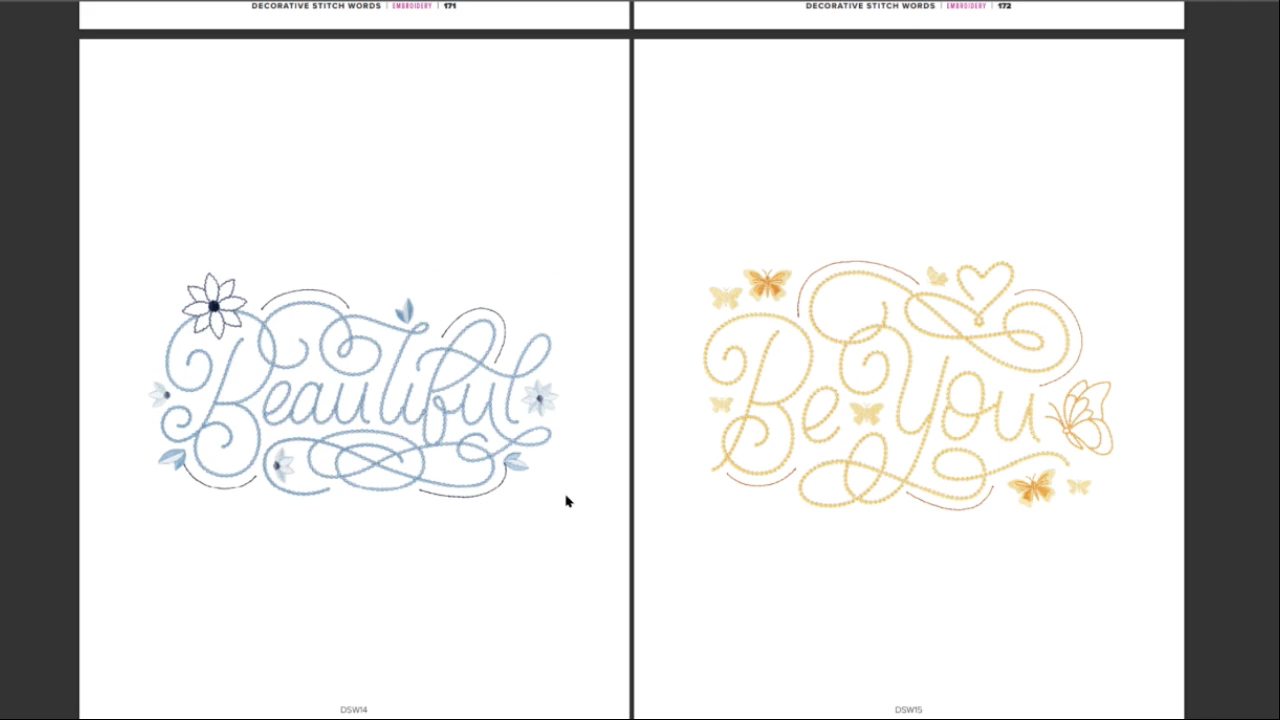 DECORATIVE STITCH WORDS | EMBROIDERY | 171
DECORATIVE STITCH WORDS | EMBROIDERY | 172
Beautiful
Be You
DSW14
DSW15